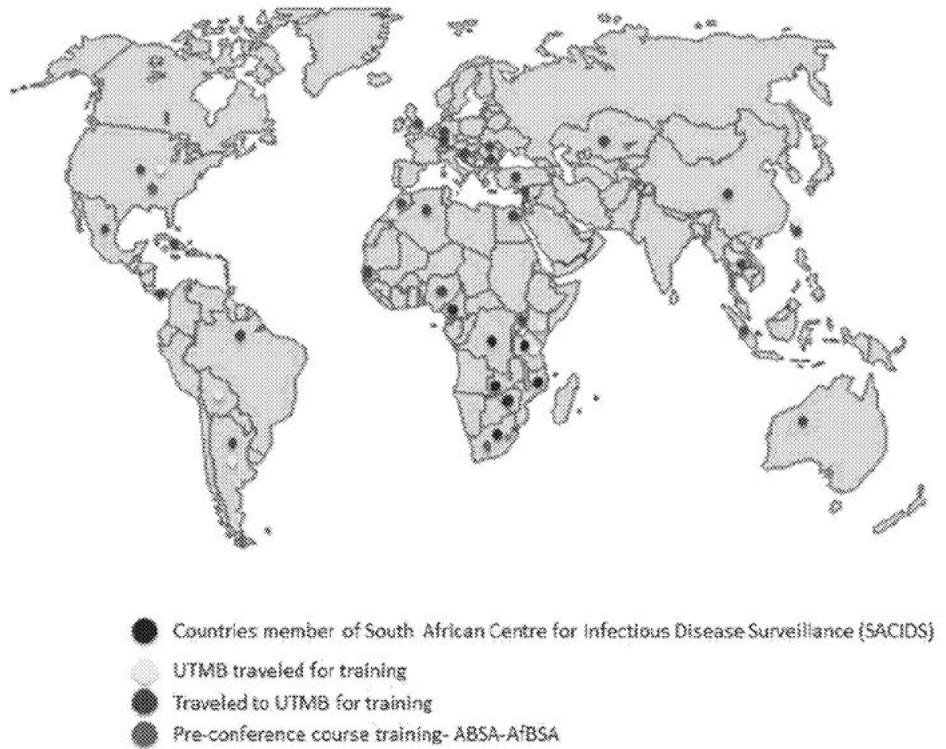 Countries member of South African Centre for Infectious Disease Surveillance (SACIDS)
UTMB traveled for training
Traveled to UTMB for training
Pre-conference course training- ABSA-AfBSA